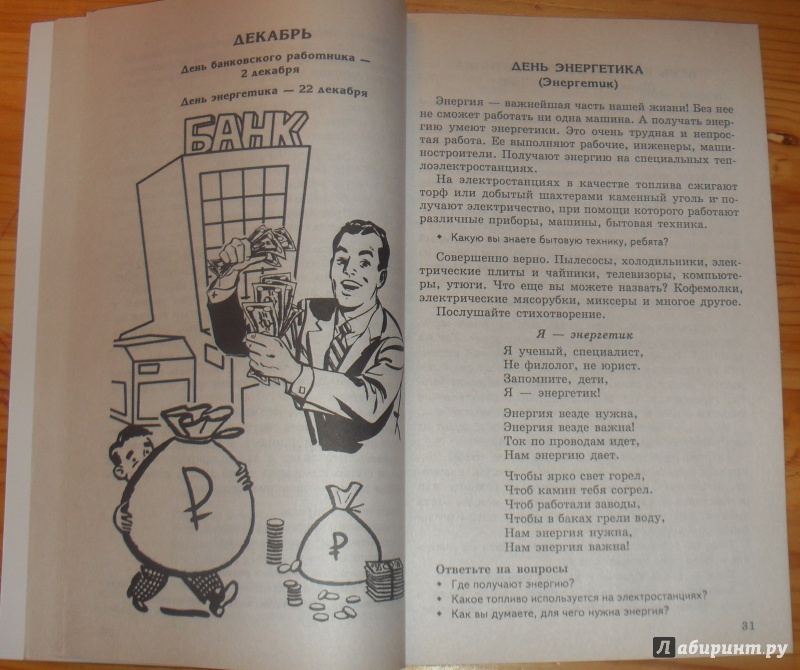 ДЕКАБРЬ
День банковского работника —
2 декабря
День энергетика — 22 декабря
БАНК
₽
₽
ДЕНЬ ЭНЕРГЕТИКА
(Энергетик)
Энергия — важнейшая часть нашей жизни! Без нее
не сможет работать ни одна машина. А получать энер-
гию умеют энергетики. Это очень трудная и непрос-
тая работа. Ее выполняют рабочие, инженеры, маши-
ностроители. Получают энергию на специальных теп-
лоэлектростанциях.
На электростанциях в качестве топлива сжигают
торф или добытый шахтерами каменный уголь и по-
лучают электричество, при помощи которого работают
различные приборы, машины, бытовая техника.
• Какую вы знаете бытовую технику, ребята?
Совершенно верно. Пылесосы, холодильники, элек-
трические плиты и чайники, телевизоры, компьюте-
ры, утюги. Что еще вы можете назвать? Кофемолки,
электрические мясорубки, миксеры и многое другое.
Послушайте стихотворение.
Я — энергетик
Я ученый, специалист,
Не филолог, не юрист.
Запомните, дети,
Я — энергетик!
Энергия везде нужна,
Энергия везде важна!
Ток по проводам идет,
Нам энергию дает.
Чтобы ярко свет горел,
Чтоб камин тебя согрел.
Чтоб работали заводы,
Чтобы в баках грели воду,
Нам энергия нужна,
Нам энергия важна!
Ответьте на вопросы
• Где получают энергию?
• Какое топливо используется на электростанциях?
• Как вы думаете, для чего нужна энергия?
31
Лабиринт.ру